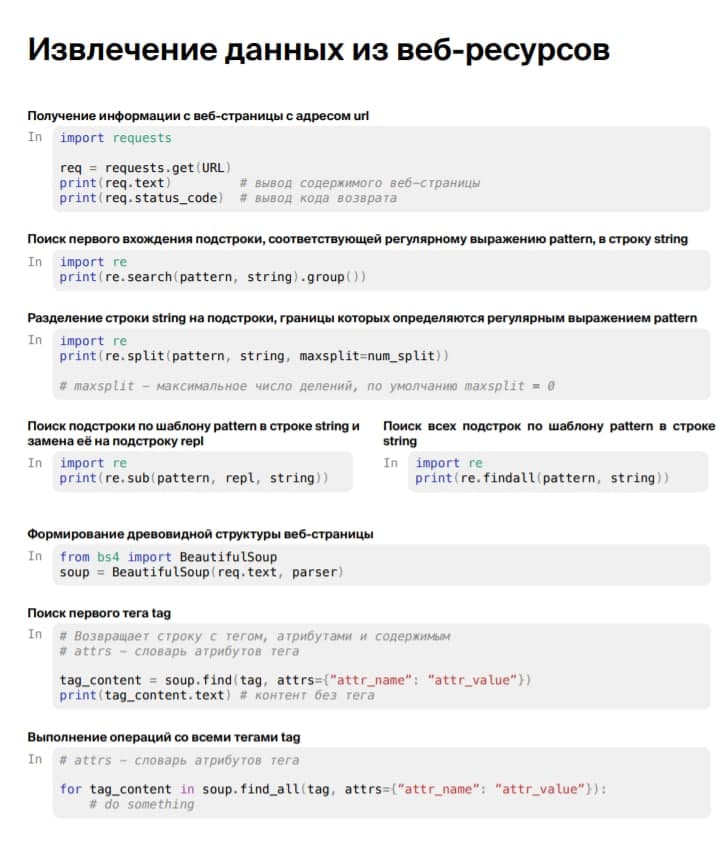 Извлечение данных из веб-ресурсов
Получение информации с веб-страницы с адресом url
In import requests
req = requests.get(URL)
print(req.text) # вывод содержимого веб-страницы
print(req.status_code) # вывод кода возврата
Поиск первого вхождения подстроки, соответствующей регулярному выражению pattern, в строку string
In import re
print(re.search(pattern, string).group())
Разделение строки string на подстроки, границы которых определяются регулярным выражением pattern
In import re
print(re.split(pattern, string, maxsplit=num_split))
# maxsplit – максимальное число делений, по умолчанию maxsplit = 0
Поиск подстроки по шаблону pattern в строке string и
замена её на подстроку repl
In import re
print(re.sub(pattern, repl, string))
Поиск всех подстрок по шаблону pattern в строке
string
In import re
print(re.findall(pattern, string))
Формирование древовидной структуры веб-страницы
In from bs4 import BeautifulSoup
soup = BeautifulSoup(req.text, parser)
Поиск первого тега tag
In # Возвращает строку с тегом, атрибутами и содержимым
# attrs – словарь атрибутов тега
tag_content = soup.find(tag, attrs={“attr_name”: “attr_value”})
print(tag_content.text) # контент без тега
Выполнение операций со всеми тегами tag
In # attrs – словарь атрибутов тега
for tag_content in soup.find_all(tag, attrs={“attr_name”: “attr_value”}):
# do something